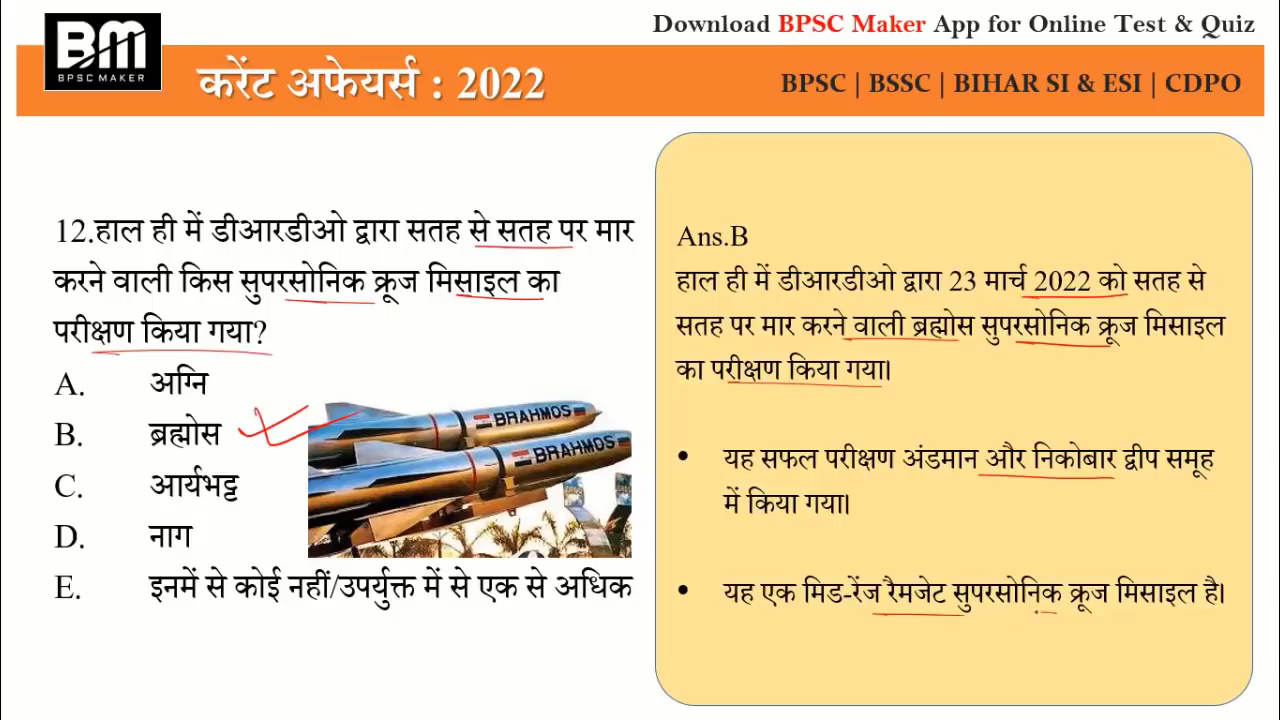 Download BPSC Maker App for Online Test & Quiz
BM
BPSC MAKER
करेंट अफेयर्स : 2022
BPSC | BSSC | BIHAR SI & ESI | CDPO
12.हाल ही में डीआरडीओ द्वारा सतह से सतह पर मार
करने वाली किस सुपरसोनिक क्रूज मिसाइल का
परीक्षण किया गया?
A. अग्नि
B. ब्रह्मोस
C. आर्यभट्ट
D. नाग
E. इनमें से कोई नहीं/उपर्युक्त में से एक से अधिक
BRAHMOS
BRAHMOS
Ans.B
हाल ही में डीआरडीओ द्वारा 23 मार्च 2022 को सतह से
सतह पर मार करने वाली ब्रह्मोस सुपरसोनिक क्रूज मिसाइल
का परीक्षण किया गया।
• यह सफल परीक्षण अंडमान और निकोबार द्वीप समूह
में किया गया।
• यह एक मिड-रेंज रैमजेट सुपरसोनिक क्रूज मिसाइल है।